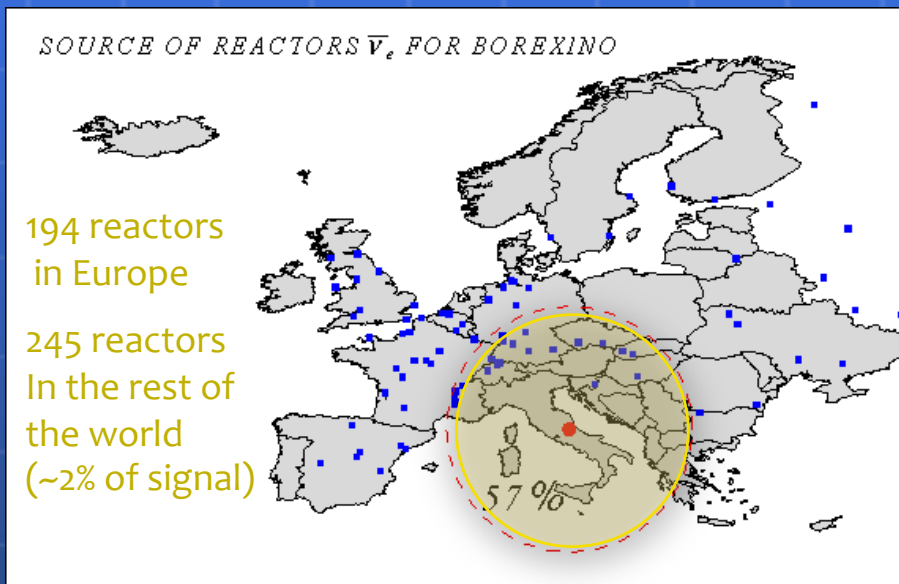 SOURCE OF REACTORS ν̅e FOR BOREXINO
194 reactors
in Europe
245 reactors
In the rest of
the world
(~2% of signal)
57%